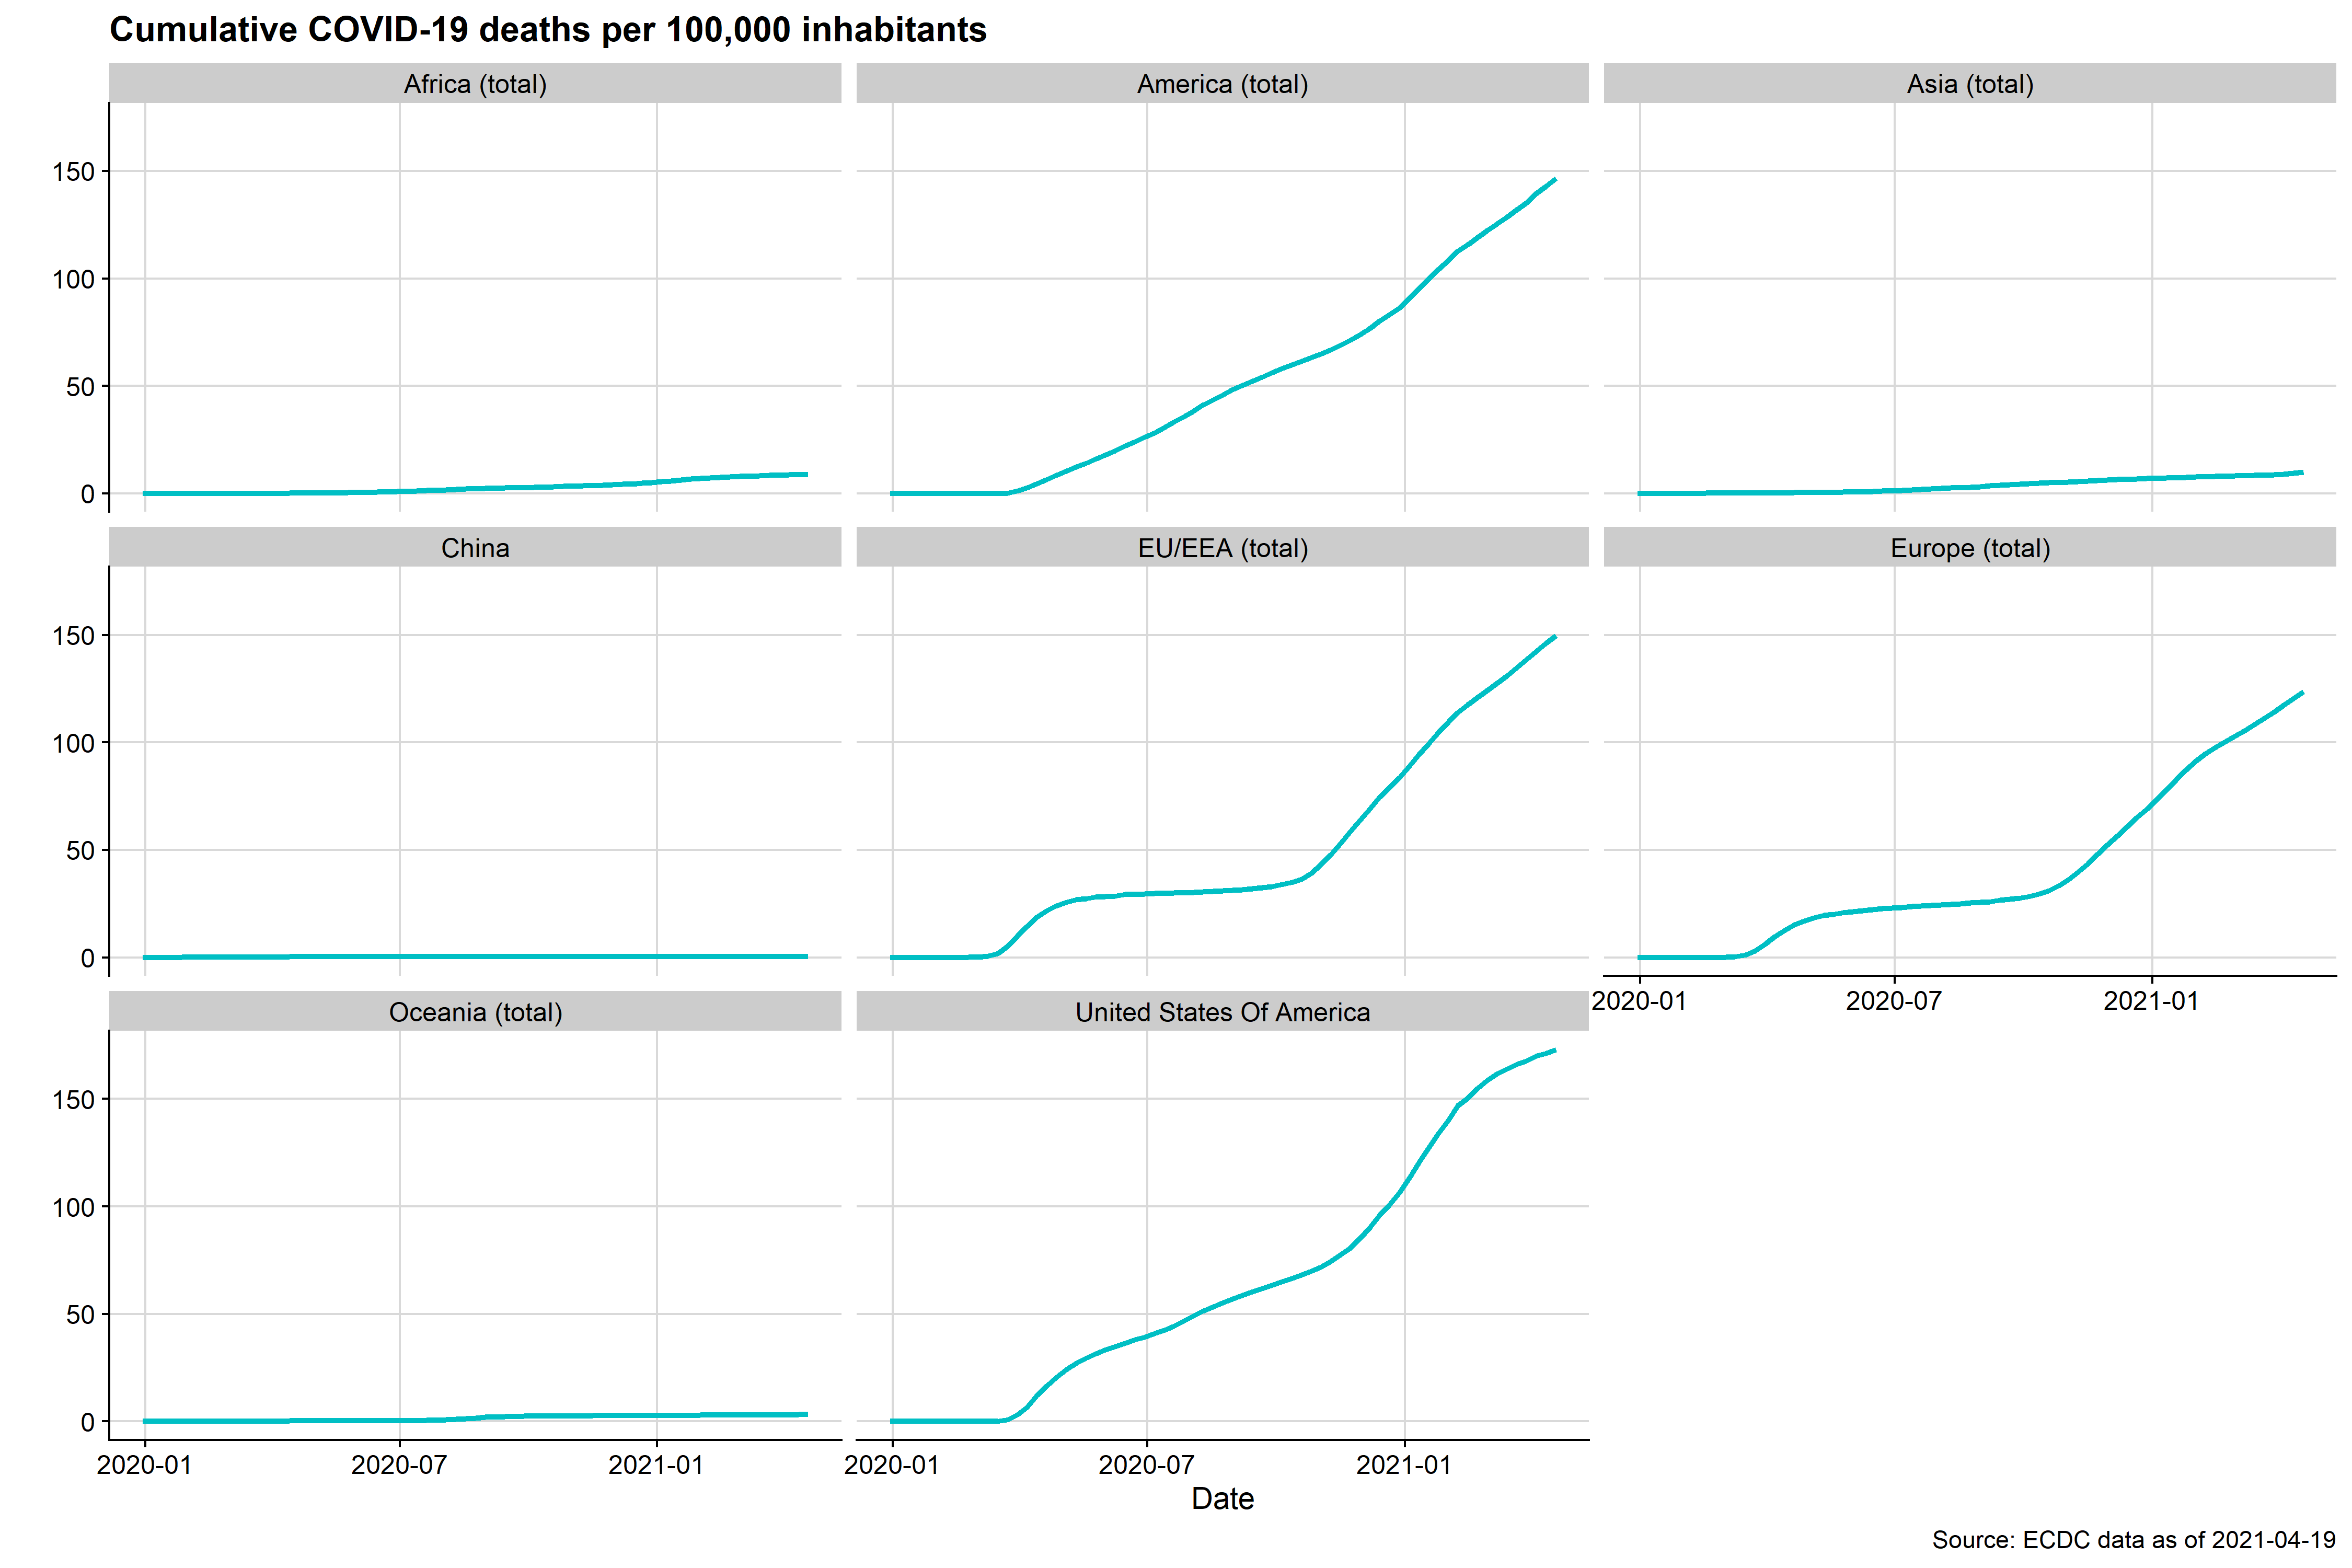 Cumulative COVID-19 deaths per 100,000 inhabitants
Africa (total)
America (total)
Asia (total)
150
100
50
0
China
EU/EEA (total)
Europe (total)
150
100
50
0
2020-01
2020-07
2021-01
Oceania (total)
United States Of America
150
100
50
0
2020-01
2020-07
2021-01
2020-01
2020-07
2021-01
Date
Source: ECDC data as of 2021-04-19